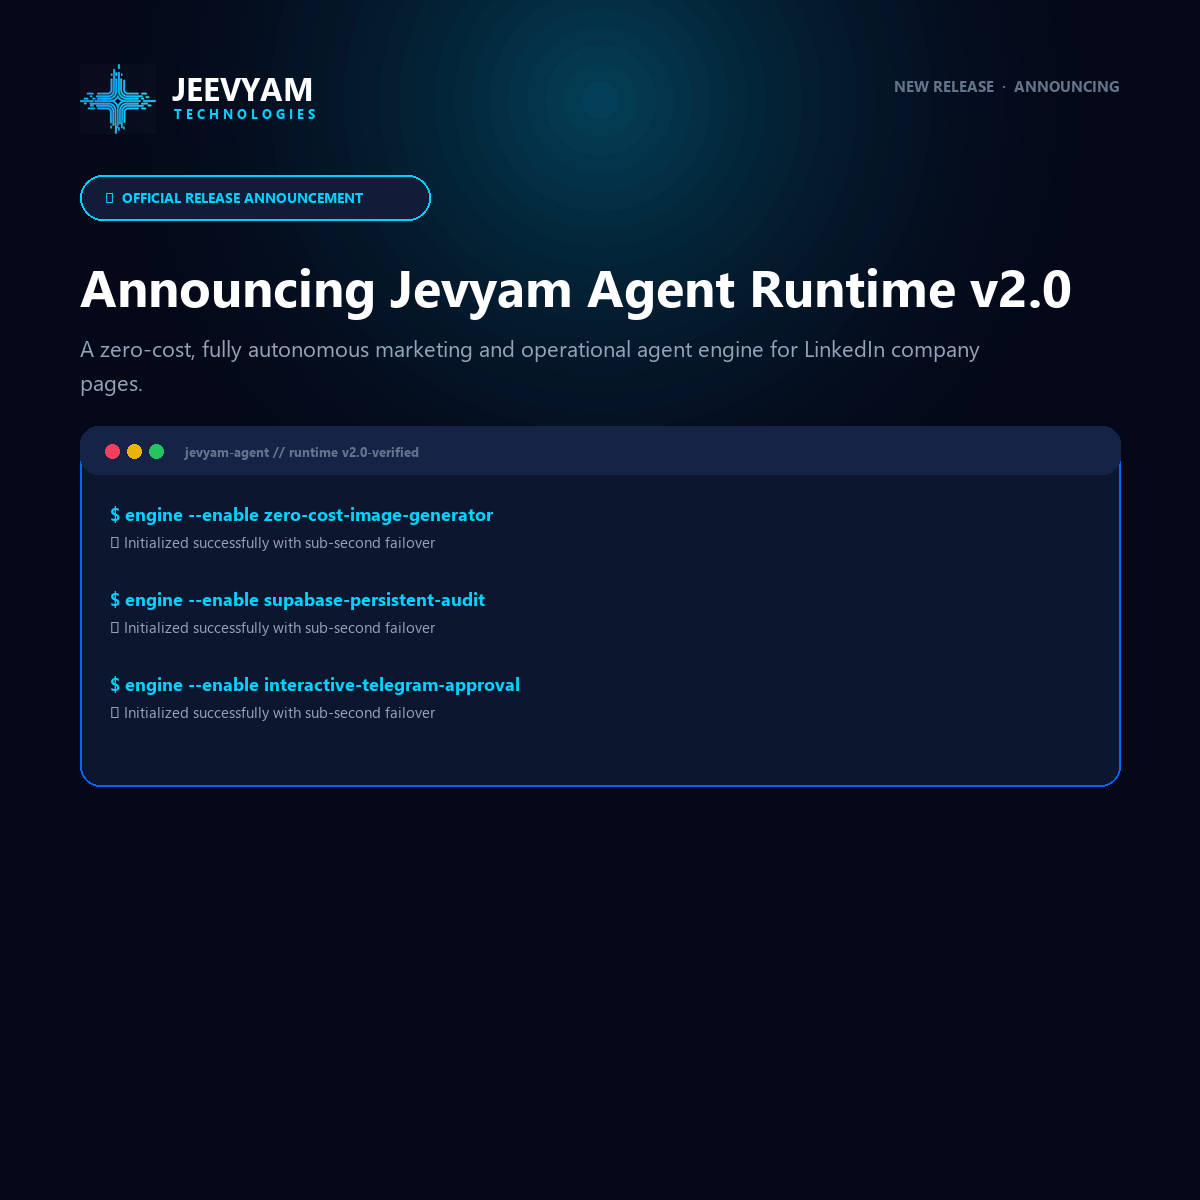 JEEVYAM
TECHNOLOGIES
NEW RELEASE · ANNOUNCING
OFFICIAL RELEASE ANNOUNCEMENT
Announcing Jevyam Agent Runtime v2.0
A zero-cost, fully autonomous marketing and operational agent engine for LinkedIn company
pages.
jevyam-agent // runtime v2.0-verified
$ engine --enable zero-cost-image-generator
Initialized successfully with sub-second failover
$ engine --enable supabase-persistent-audit
Initialized successfully with sub-second failover
$ engine --enable interactive-telegram-approval
Initialized successfully with sub-second failover